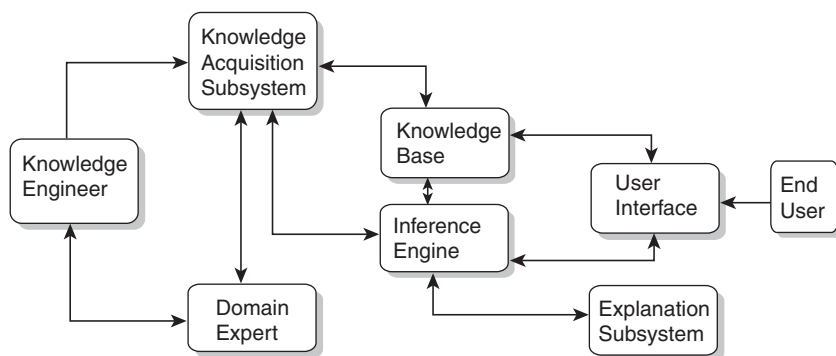 Knowledge
Acquisition
Subsystem
Knowledge
Base
Knowledge
Engineer
User
Interface
End
User
Inference
Engine
Domain
Expert
Explanation
Subsystem